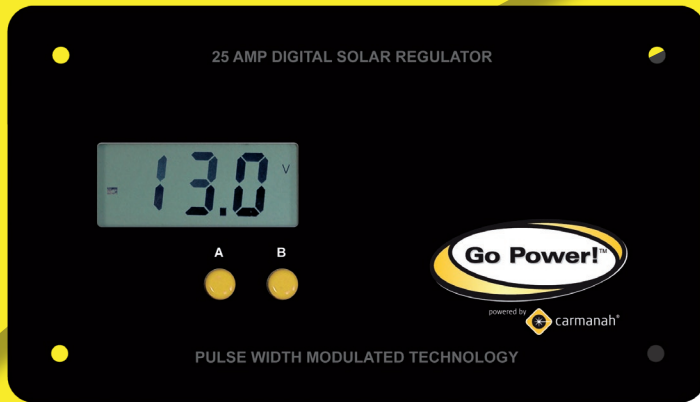 25 AMP DIGITAL SOLAR REGULATOR
13.0 V
A B
Go Power!™
powered by carmanah®
PULSE WIDTH MODULATED TECHNOLOGY